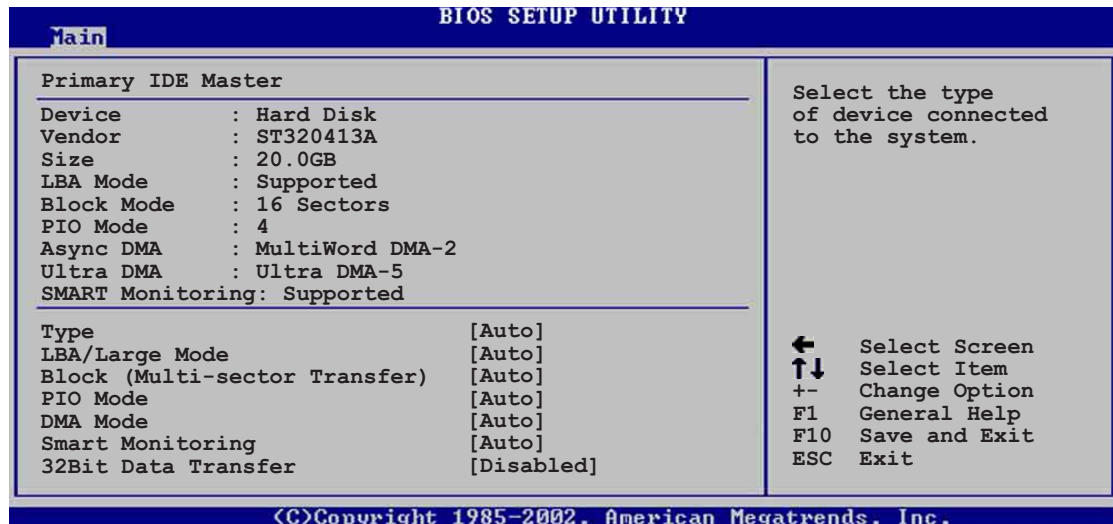 BIOS SETUP UTILITY
Main
Primary IDE Master
Device : Hard Disk
Vendor : ST320413A
Size : 20.0GB
LBA Mode : Supported
Block Mode : 16 Sectors
PIO Mode : 4
Async DMA : MultiWord DMA-2
Ultra DMA : Ultra DMA-5
SMART Monitoring: Supported
Type [Auto]
LBA/Large Mode [Auto]
Block (Multi-sector Transfer) [Auto]
PIO Mode [Auto]
DMA Mode [Auto]
Smart Monitoring [Auto]
32Bit Data Transfer [Disabled]
Select the type
of device connected
to the system.
← Select Screen
↑↓ Select Item
+- Change Option
F1 General Help
F10 Save and Exit
ESC Exit
(C)Copyright 1985-2002, American Megatrends, Inc.